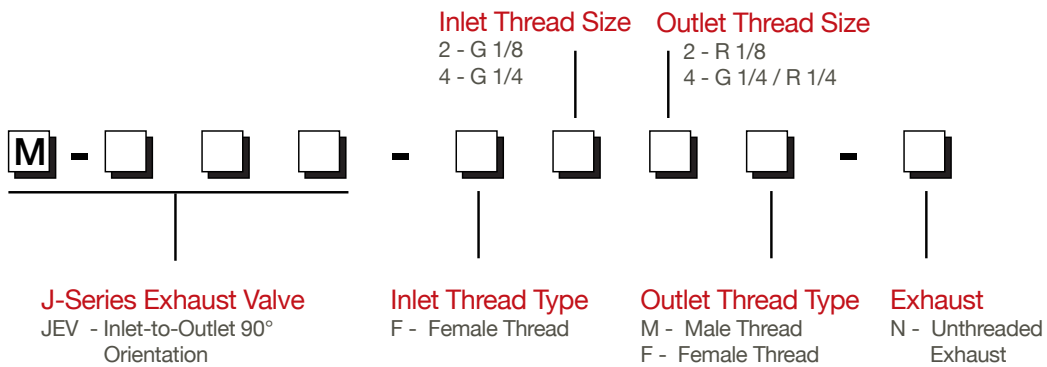 Inlet Thread Size
2 - G 1/8
4 - G 1/4
Outlet Thread Size
2 - R 1/8
4 - G 1/4 / R 1/4
M - - -
J-Series Exhaust Valve
JEV - Inlet-to-Outlet 90°
Orientation
Inlet Thread Type
F - Female Thread
Outlet Thread Type
M - Male Thread
F - Female Thread
Exhaust
N - Unthreaded
Exhaust